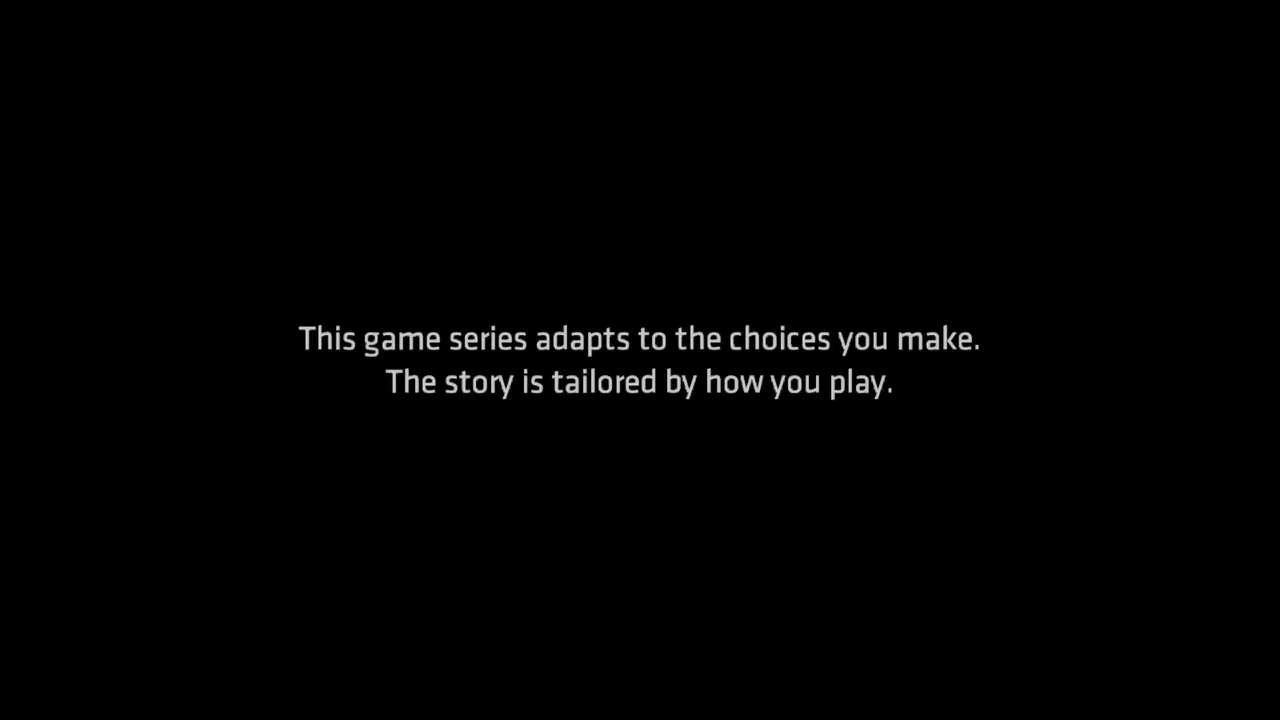 This game series adapts to the choices you make.
The story is tailored by how you play.